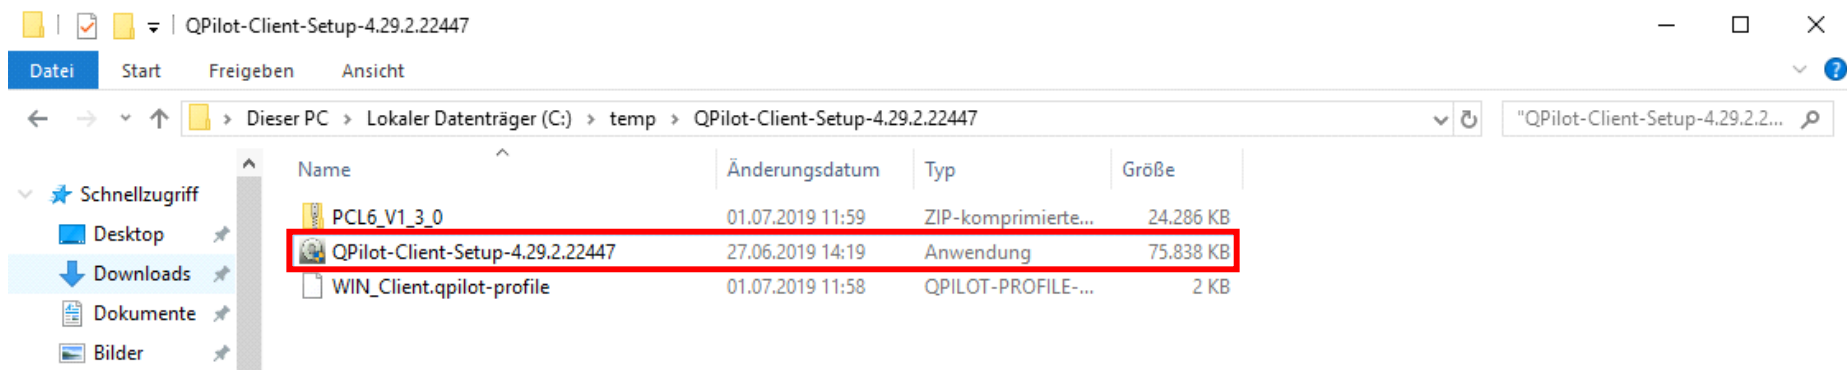 QPilot-Client-Setup-4.29.2.22447
Datei Start Freigeben Ansicht
Dieser PC > Lokaler Datenträger (C:) > temp > QPilot-Client-Setup-4.29.2.22447
"QPilot-Client-Setup-4.29.2.2...
Name Änderungsdatum Typ Größe
Schnellzugriff
Desktop
Downloads
Dokumente
Bilder
PCL6_V1_3_0 01.07.2019 11:59 ZIP-komprimierte... 24.286 KB
QPilot-Client-Setup-4.29.2.22447 27.06.2019 14:19 Anwendung 75.838 KB
WIN_Client.qpilot-profile 01.07.2019 11:58 QPILOT-PROFILE-... 2 KB